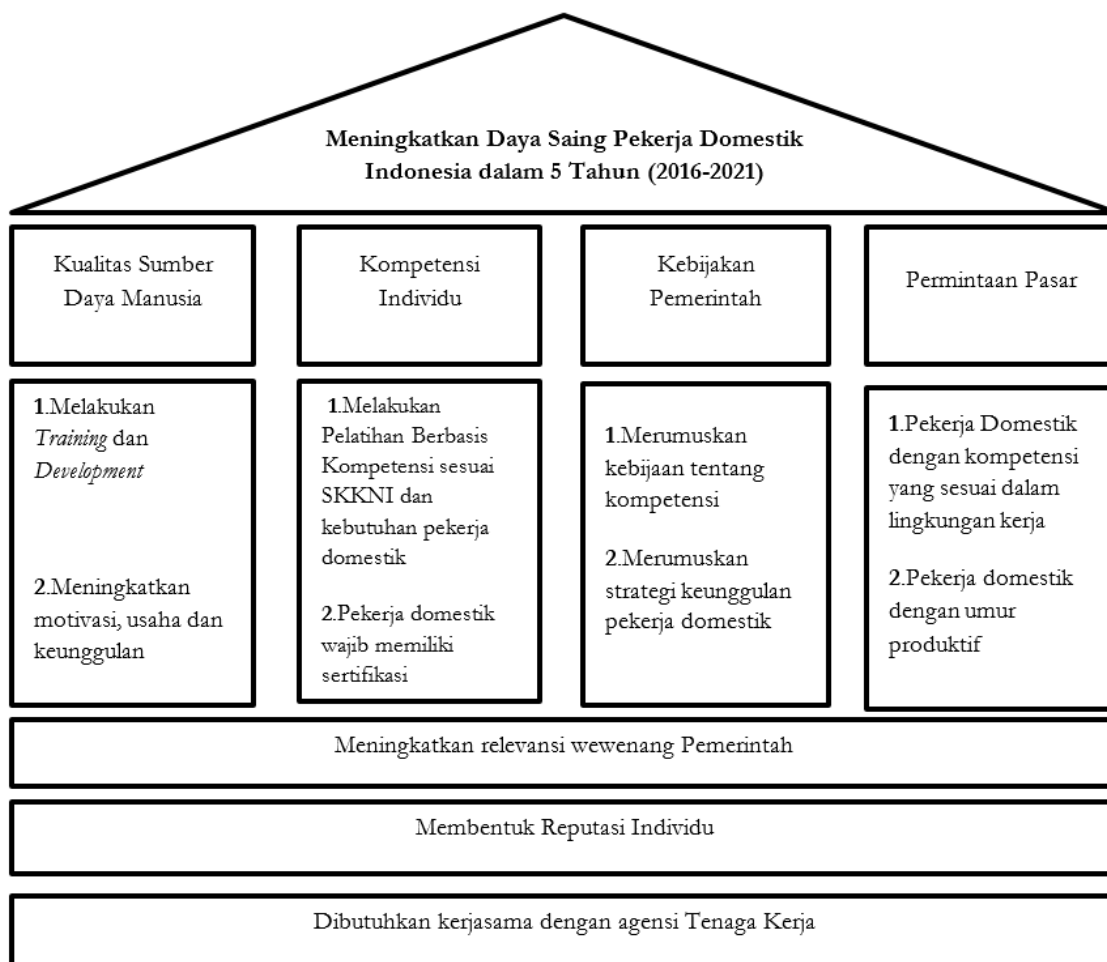 Meningkatkan Daya Saing Pekerja Domestik
Indonesia dalam 5 Tahun (2016-2021)
Kualitas Sumber
Daya Manusia
Kompetensi
Individu
Kebijakan
Pemerintah
Permintaan Pasar
1.Melakukan
Training dan
Development
2.Meningkatkan
motivasi, usaha dan
keunggulan
1.Melakukan
Pelatihan Berbasis
Kompetensi sesuai
SKKNI dan
kebutuhan pekerja
domestik
2.Pekerja domestik
wajib memiliki
sertifikasi
1.Merumuskan
kebijaan tentang
kompetensi
2.Merumuskan
strategi keunggulan
pekerja domestik
1.Pekerja Domestik
dengan kompetensi
yang sesuai dalam
lingkungan kerja
2.Pekerja domestik
dengan umur
produktif
Meningkatkan relevansi wewenang Pemerintah
Membentuk Reputasi Individu
Dibutuhkan kerjasama dengan agensi Tenaga Kerja